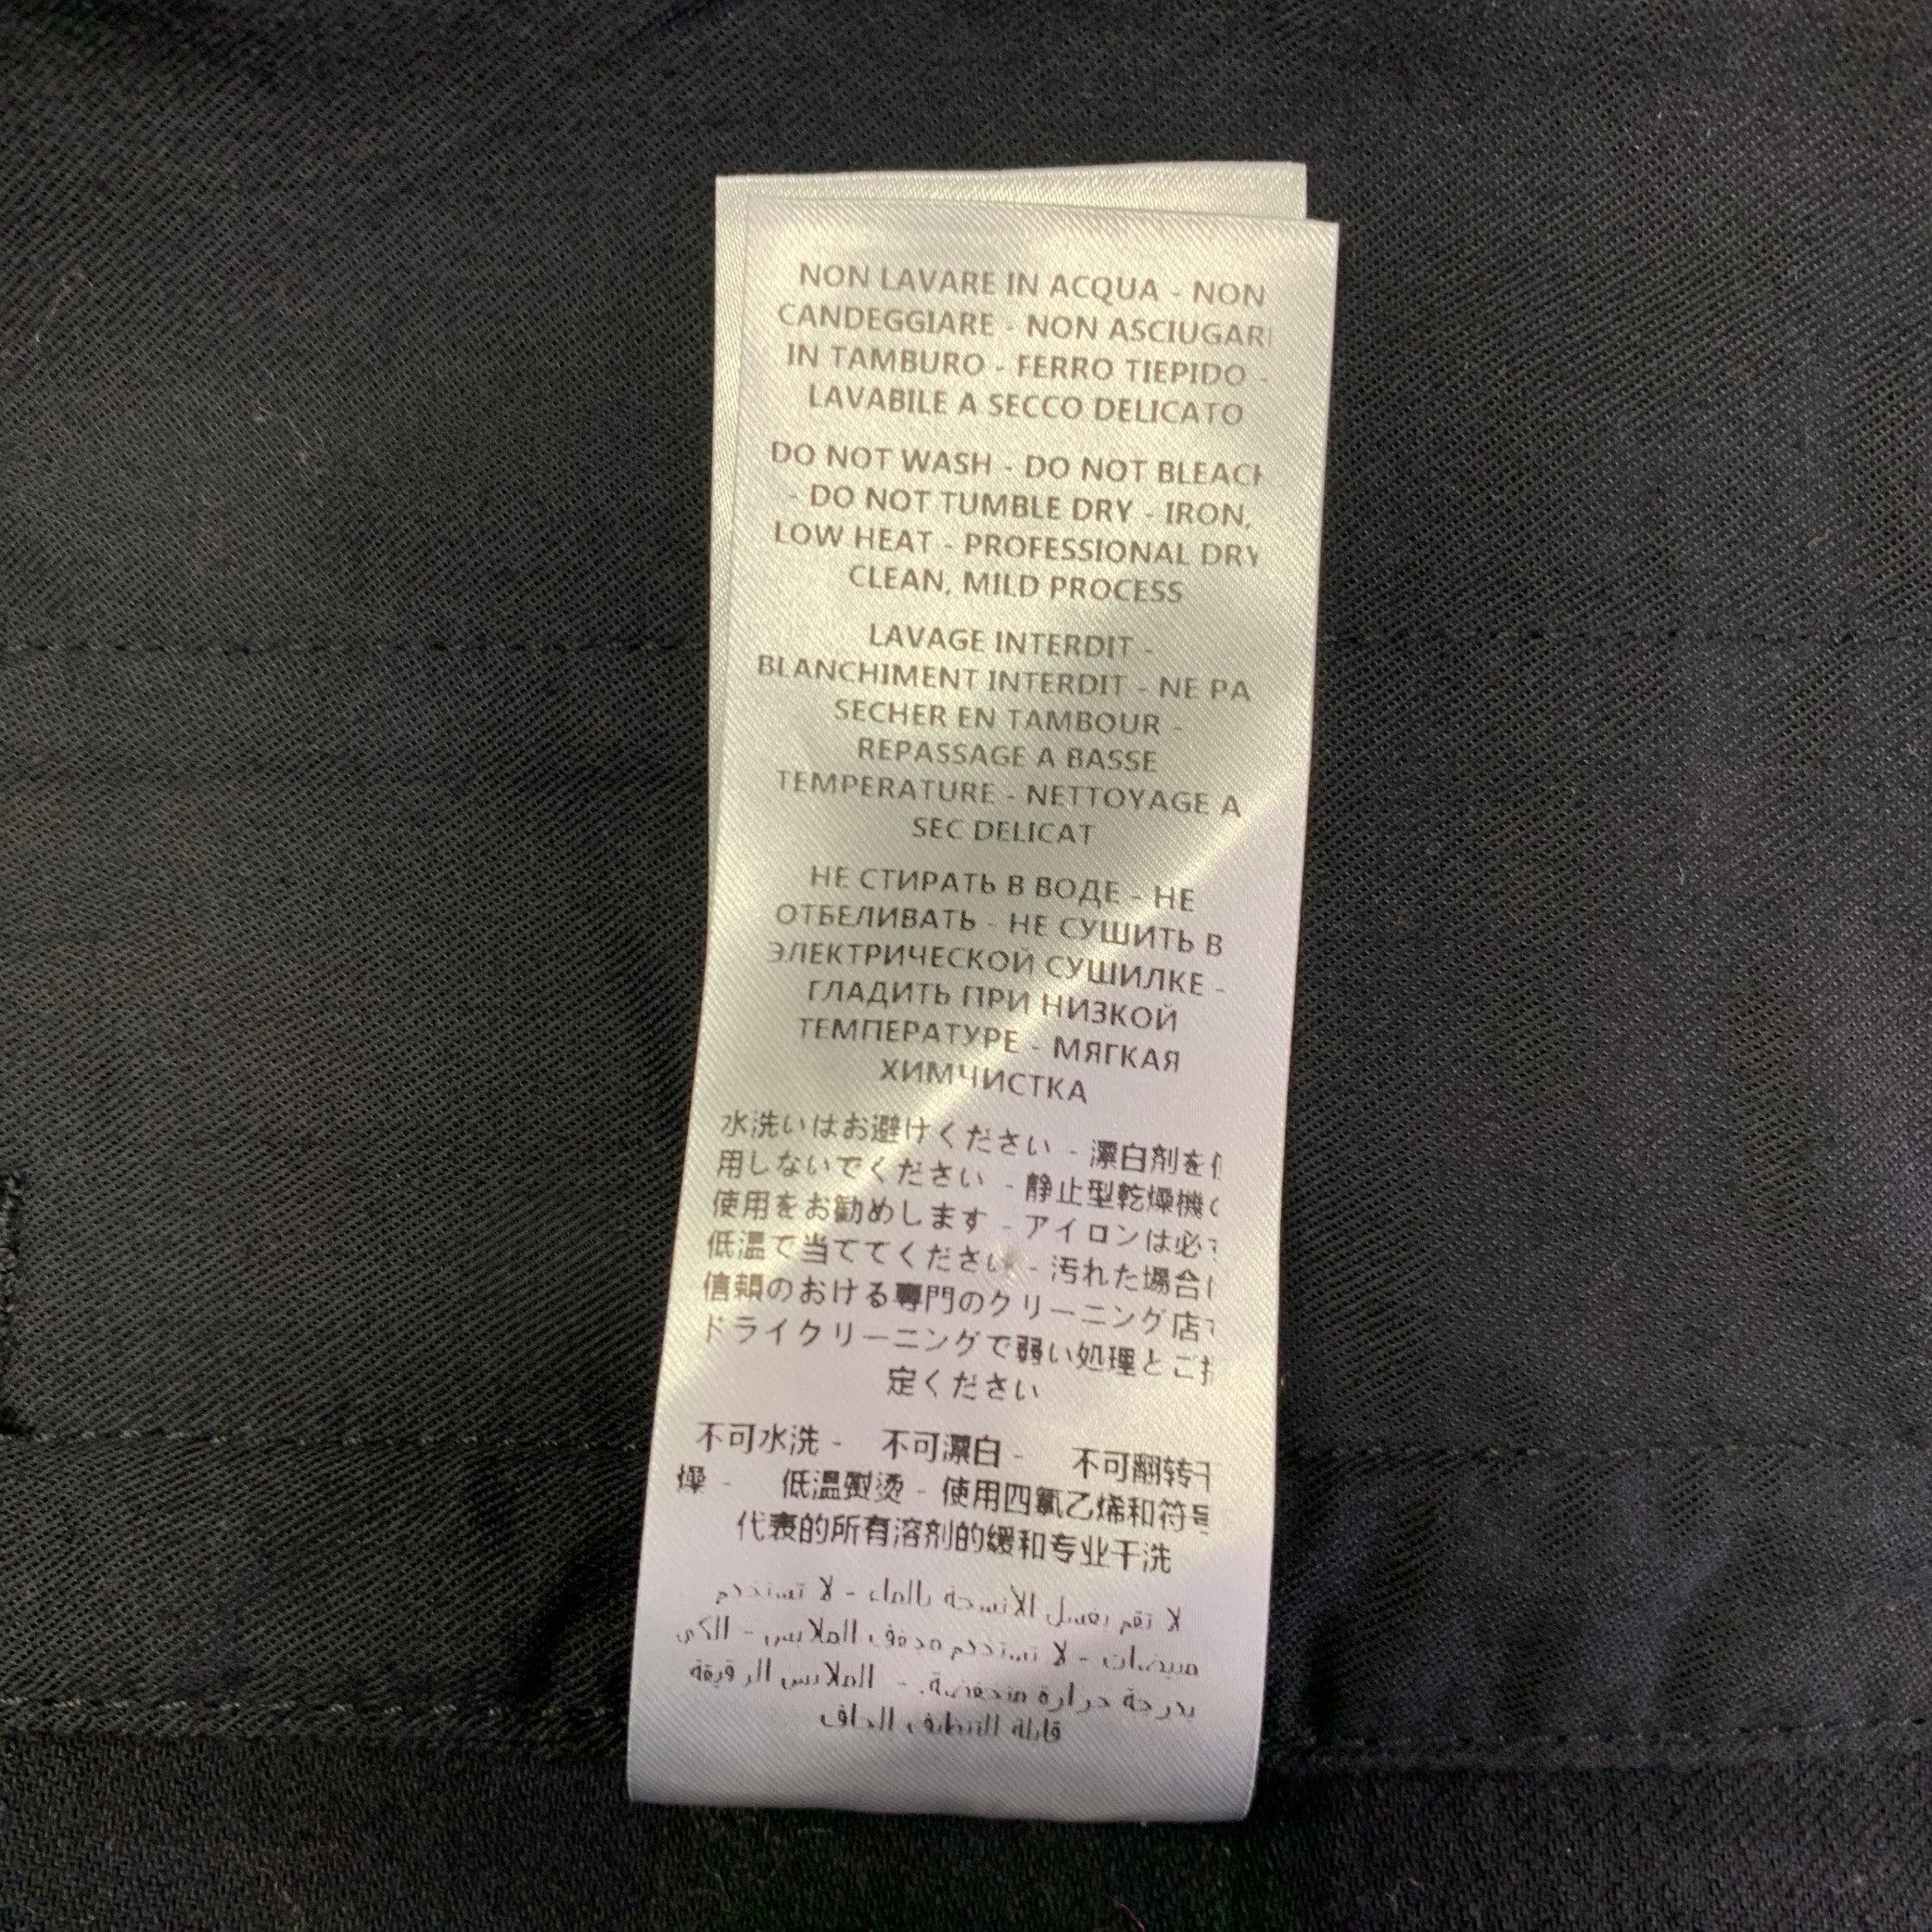 NON LAVARE IN ACQUA - NON
CANDEGGIARE - NON ASCIUGARE
IN TAMBURO - FERRO TIEPIDO -
LAVABILE A SECCO DELICATO
DO NOT WASH - DO NOT BLEACH
- DO NOT TUMBLE DRY - IRON,
LOW HEAT - PROFESSIONAL DRY
CLEAN, MILD PROCESS
LAVAGE INTERDIT -
BLANCHIMENT INTERDIT - NE PA
SECHER EN TAMBOUR -
REPASSAGE A BASSE
TEMPERATURE - NETTOYAGE A
SEC DELICAT
НЕ СТИРАТЬ В ВОДЕ - НЕ
ОТБЕЛИВАТЬ - НЕ СУШИТЬ В
ЭЛЕКТРИЧЕСКОЙ СУШИЛКЕ -
ГЛАДИТЬ ПРИ НИЗКОЙ
ТЕМПЕРАТУРЕ - МЯГКАЯ
ХИМЧИСТКА
水洗いはお避けください - 漂白剤を
用しないでください - 静止型乾燥機
使用をお勧めします - アイロンは必
低温で当ててください - 汚れた場合
信頼のおける専門のクリーニング店
ドライクリーニングで弱い処理とご
定ください
不可水洗 - 不可漂白 - 不可翻转干
燥 - 低温熨烫 - 使用四氯乙烯和符号
代表的所有溶剂的缓和专业干洗